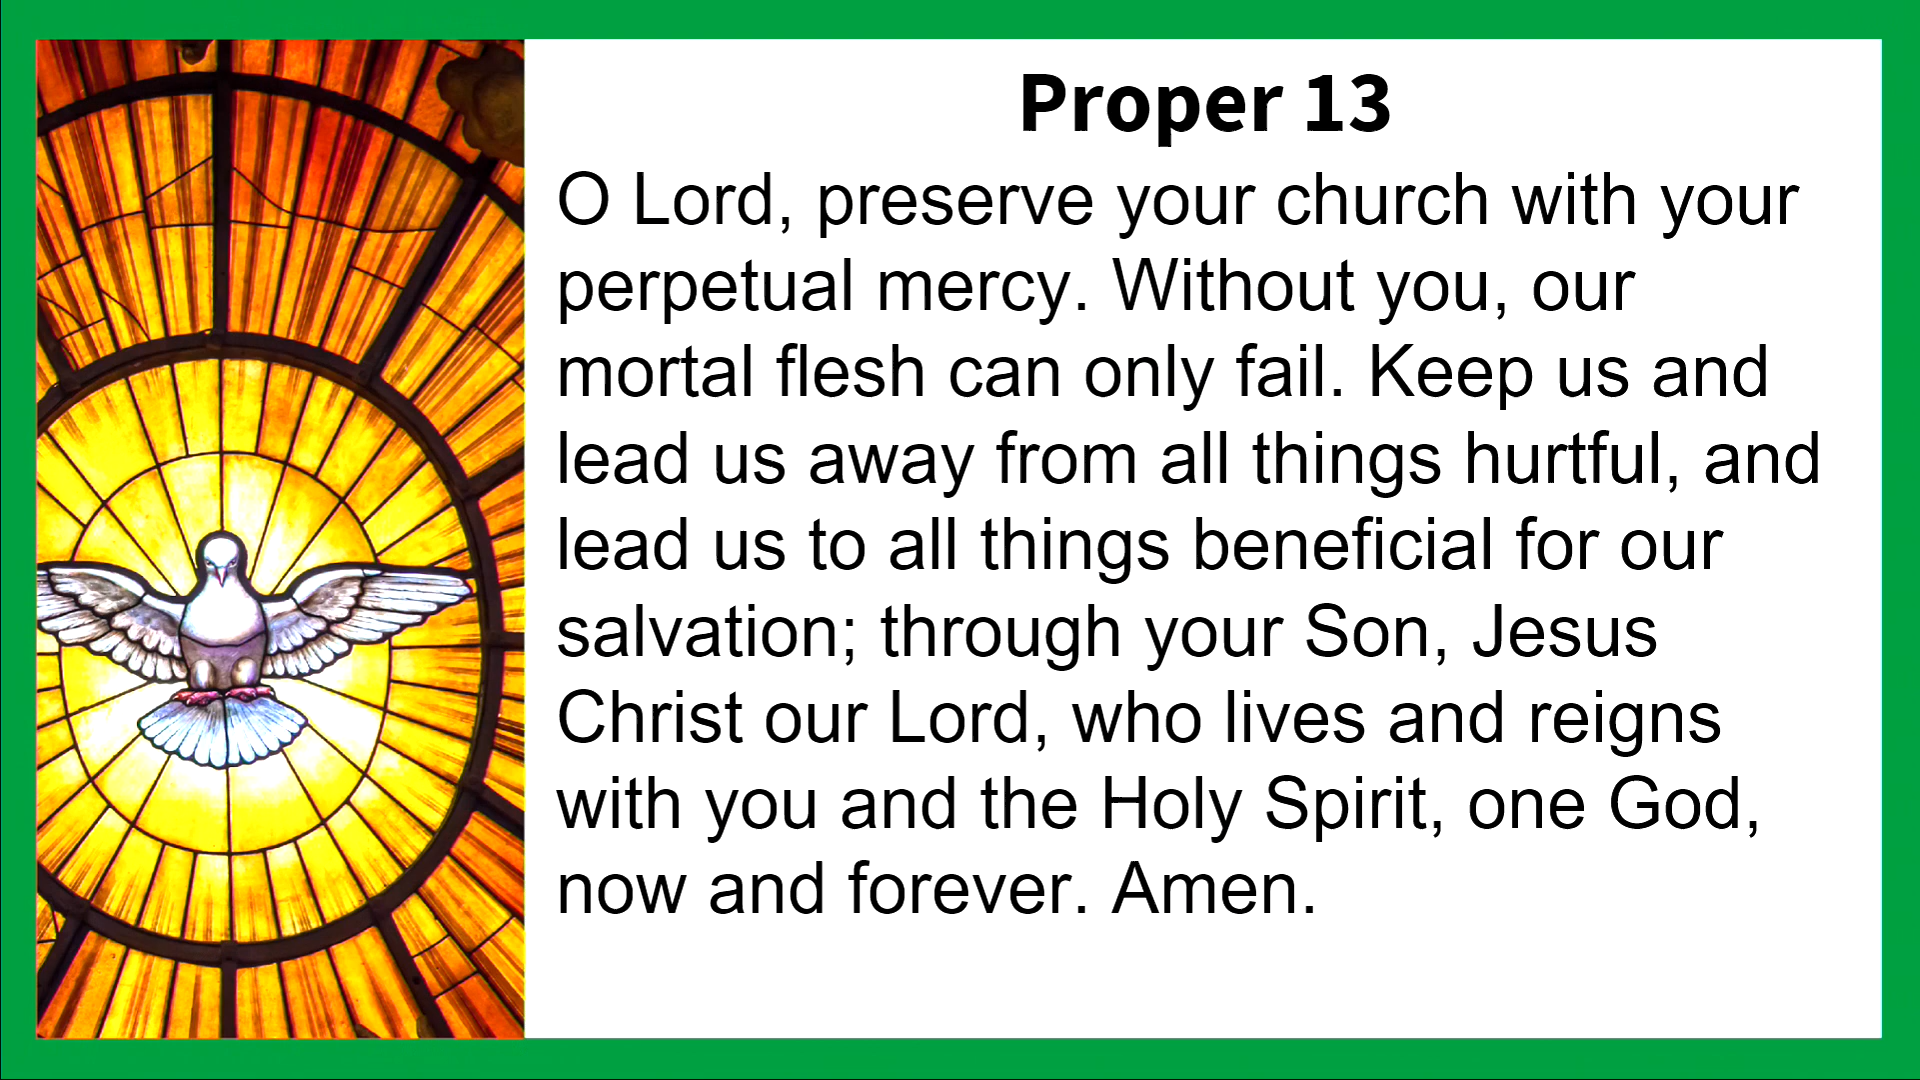 Proper 13
O Lord, preserve your church with your
perpetual mercy. Without you, our
mortal flesh can only fail. Keep us and
lead us away from all things hurtful, and
lead us to all things beneficial for our
salvation; through your Son, Jesus
Christ our Lord, who lives and reigns
with you and the Holy Spirit, one God,
now and forever. Amen.